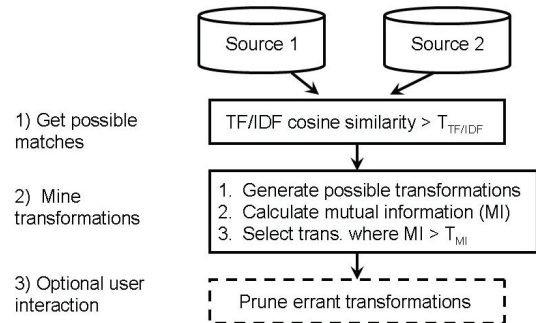 Source 1
Source 2
1) Get possible
matches
TF/IDF cosine similarity > T_TF/IDF
2) Mine
transformations
1. Generate possible transformations
2. Calculate mutual information (MI)
3. Select trans. where MI > T_MI
3) Optional user
interaction
Prune errant transformations